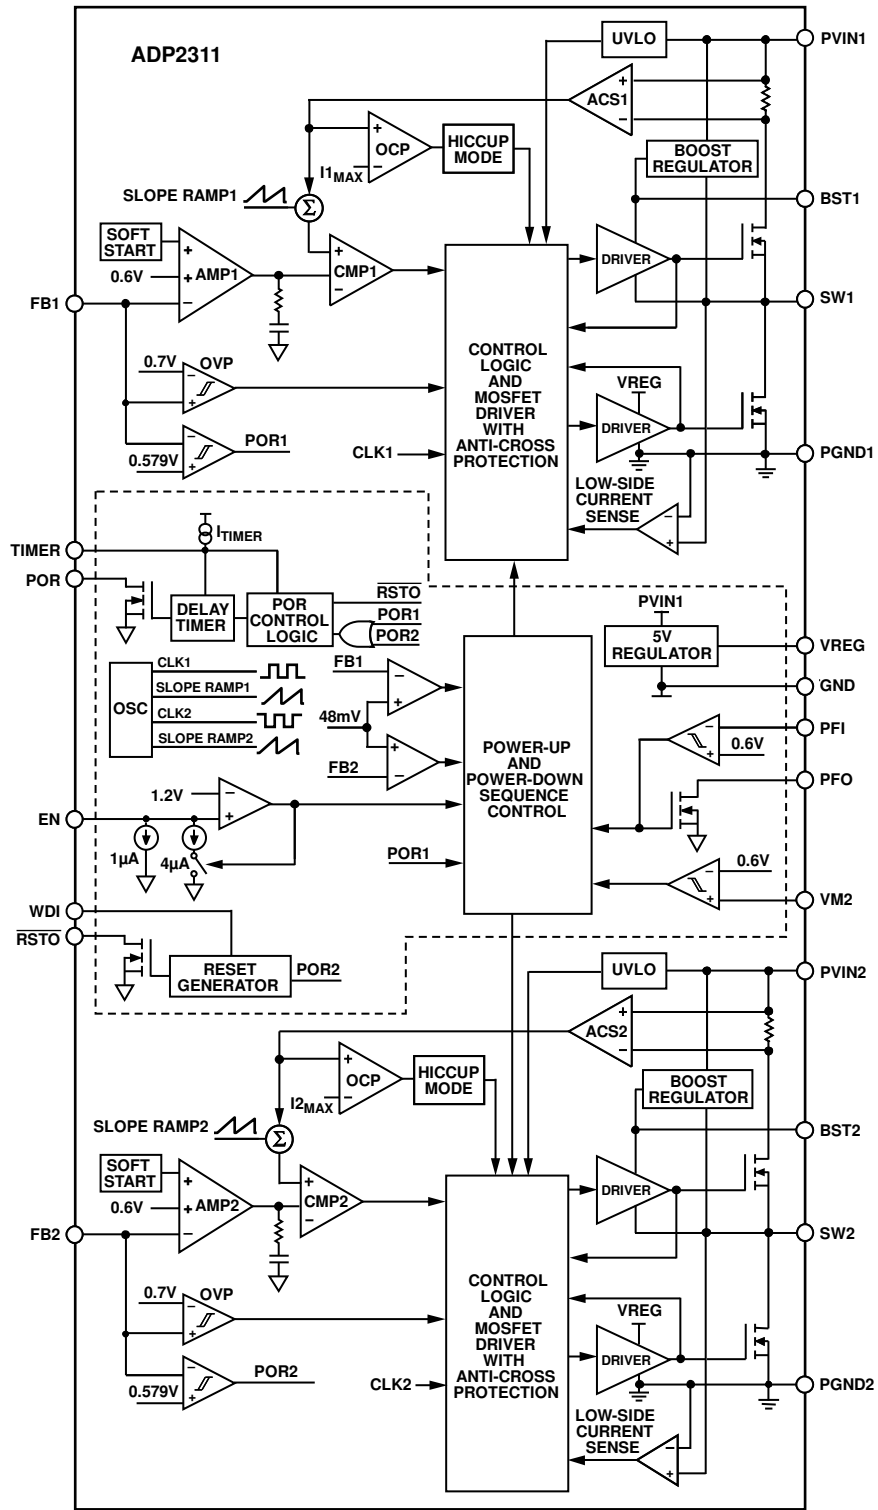 ADP2311
UVLO
PVIN1
+
ACS1
−
+
OCP
−
I1MAX
HICCUP
MODE
BOOST
REGULATOR
SLOPE RAMP1
Σ
BST1
SOFT
START
+
0.6V
+
AMP1
−
+
CMP1
−
DRIVER
FB1
SW1
CONTROL
LOGIC
AND
MOSFET
DRIVER
WITH
ANTI-CROSS
PROTECTION
0.7V
OVP
−
+
VREG
DRIVER
−
POR1
0.579V
+
CLK1
PGND1
LOW-SIDE
CURRENT
SENSE
−
+
ITIMER
TIMER
POR
DELAY
TIMER
POR
CONTROL
LOGIC
RSTO
POR1
POR2
PVIN1
5V
REGULATOR
VREG
GND
OSC
CLK1
SLOPE RAMP1
CLK2
SLOPE RAMP2
FB1
−
+
48mV
+
−
FB2
POWER-UP
AND
POWER-DOWN
SEQUENCE
CONTROL
−
PFI
0.6V
+
PFO
1.2V
−
+
EN
1µA
4µA
POR1
0.6V
−
+
VM2
WDI
RSTO
RESET
GENERATOR
POR2
UVLO
PVIN2
+
ACS2
−
+
OCP
−
I2MAX
HICCUP
MODE
BOOST
REGULATOR
SLOPE RAMP2
Σ
BST2
SOFT
START
+
0.6V
+
AMP2
−
+
CMP2
−
DRIVER
FB2
SW2
CONTROL
LOGIC
AND
MOSFET
DRIVER
WITH
ANTI-CROSS
PROTECTION
0.7V
OVP
−
+
VREG
DRIVER
−
POR2
0.579V
+
CLK2
PGND2
LOW-SIDE
CURRENT
SENSE
−
+